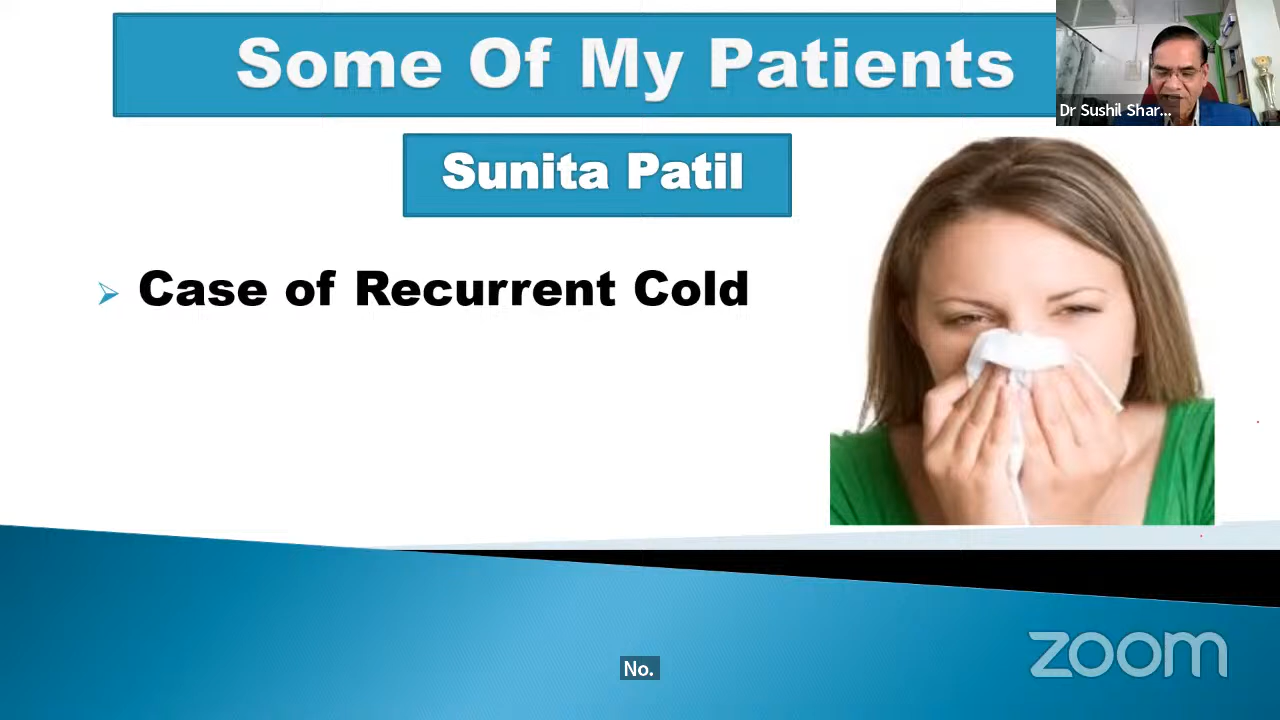 Some Of My Patients
Dr Sushil Shar...
Sunita Patil
Case of Recurrent Cold
zoom
No.